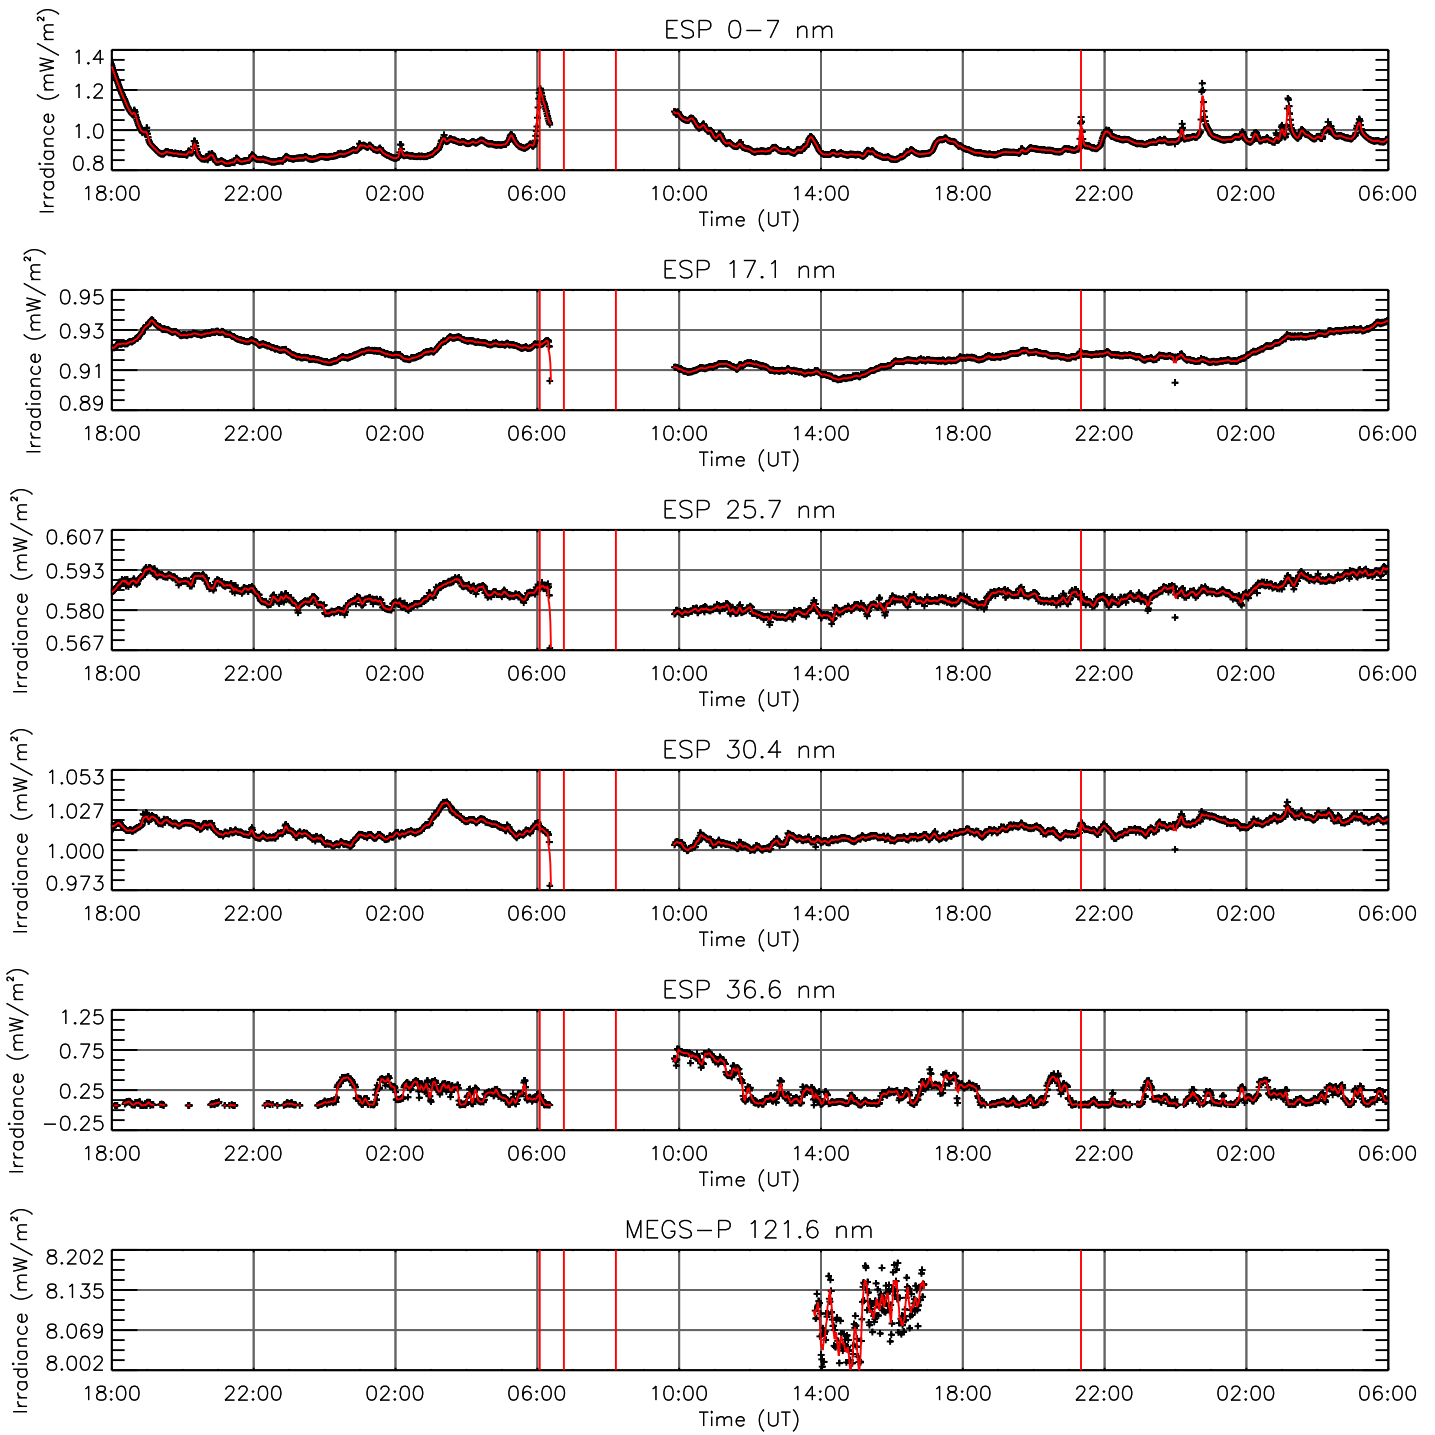 ESP 0-7 nm
Irradiance (mW/m²)
1.4
1.2
1.0
0.8
18:00 22:00 02:00 06:00 10:00 14:00 18:00 22:00 02:00 06:00
Time (UT)
ESP 17.1 nm
Irradiance (mW/m²)
0.95
0.93
0.91
0.89
18:00 22:00 02:00 06:00 10:00 14:00 18:00 22:00 02:00 06:00
Time (UT)
ESP 25.7 nm
Irradiance (mW/m²)
0.607
0.593
0.580
0.567
18:00 22:00 02:00 06:00 10:00 14:00 18:00 22:00 02:00 06:00
Time (UT)
ESP 30.4 nm
Irradiance (mW/m²)
1.053
1.027
1.000
0.973
18:00 22:00 02:00 06:00 10:00 14:00 18:00 22:00 02:00 06:00
Time (UT)
ESP 36.6 nm
Irradiance (mW/m²)
1.25
0.75
0.25
-0.25
18:00 22:00 02:00 06:00 10:00 14:00 18:00 22:00 02:00 06:00
Time (UT)
MEGS-P 121.6 nm
Irradiance (mW/m²)
8.202
8.135
8.069
8.002
18:00 22:00 02:00 06:00 10:00 14:00 18:00 22:00 02:00 06:00
Time (UT)